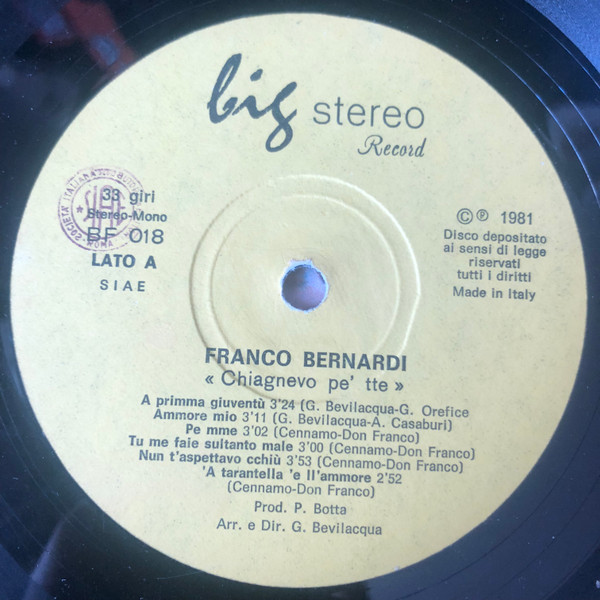 big stereo
Record
33 giri
Stereo-Mono
BF 018
LATO A
SIAE
SOCIETÀ ITALIANA
SIAE
ROMA
© ℗ 1981
Disco depositato
ai sensi di legge
riservati
tutti i diritti
Made in Italy
FRANCO BERNARDI
« Chiagnevo pe' tte »
A primma giuventù 3'24 (G. Bevilacqua-G. Orefice
Ammore mio 3'11 (G. Bevilacqua-A. Casaburi)
Pe mme 3'02 (Cennamo-Don Franco)
Tu me faie sultanto male 3'00 (Cennamo-Don Franco)
Nun t'aspettavo cchiù 3'53 (Cennamo-Don Franco)
'A tarantella 'e ll'ammore 2'52
(Cennamo-Don Franco)
Prod. P. Botta
Arr. e Dir. G. Bevilacqua